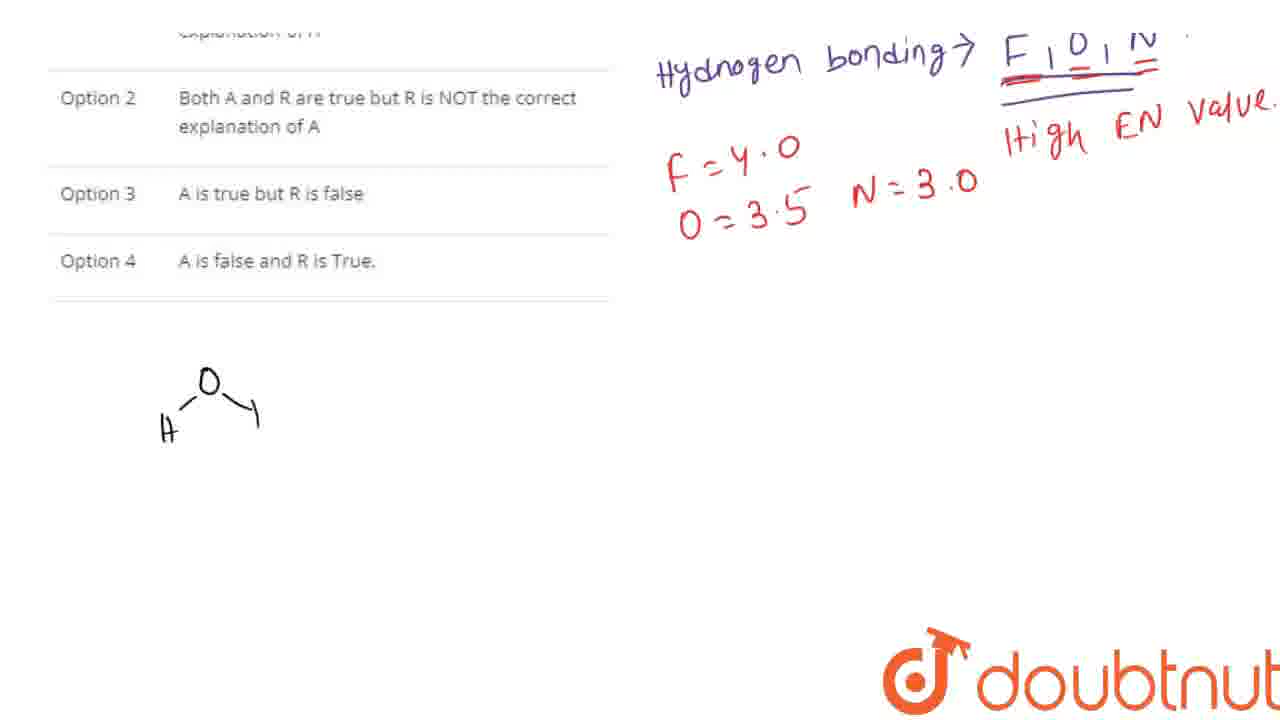 explanation of A
Option 2 Both A and R are true but R is NOT the correct
explanation of A
Option 3 A is true but R is false
Option 4 A is false and R is True.
Hydrogen bonding → F, O, N
High EN value.
F = 4.0
O = 3.5 N = 3.0
O
H
doubtnut